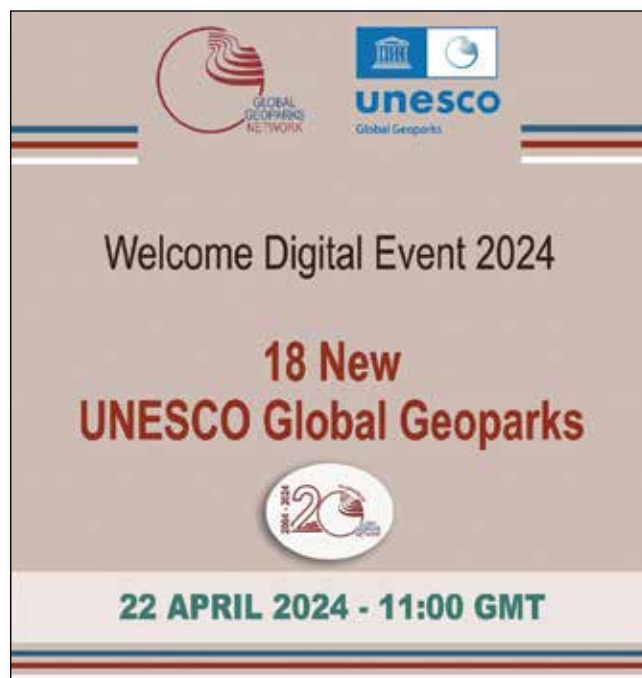 GLOBAL
GEOPARKS
NETWORK
unesco
Global Geoparks
Welcome Digital Event 2024
18 New
UNESCO Global Geoparks
2004 - 2024
20
22 APRIL 2024 - 11:00 GMT